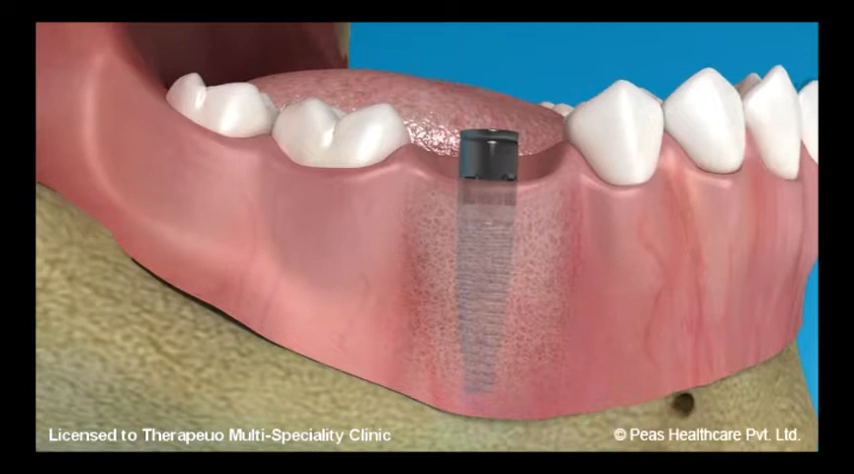 Licensed to Therapeuo Multi-Speciality Clinic
© Peas Healthcare Pvt. Ltd.